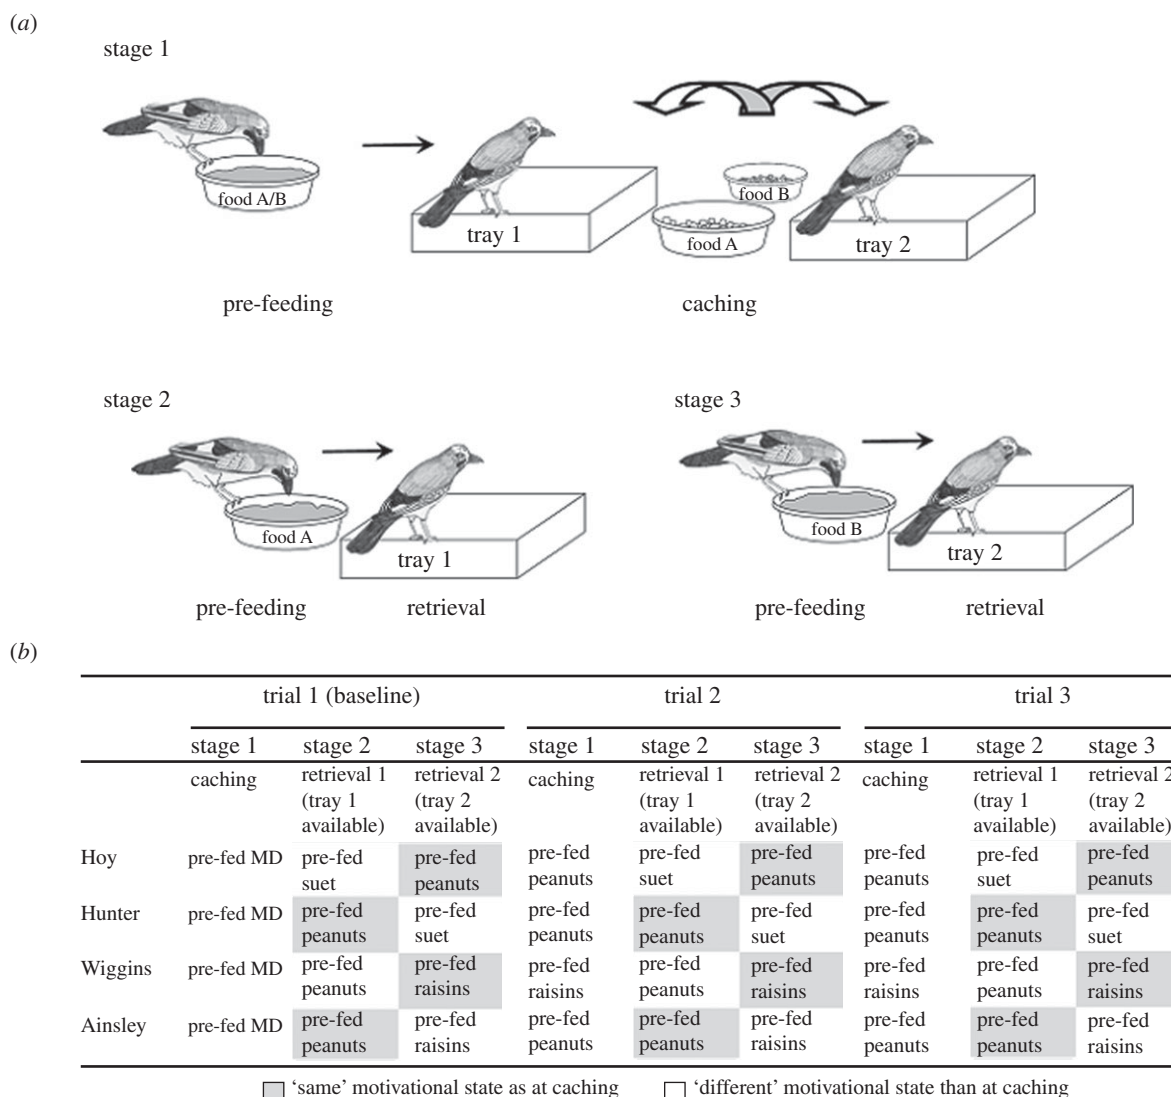 (a)
stage 1
food A/B
tray 1
food B
food A
tray 2
pre-feeding
caching
stage 2
stage 3
food A
tray 1
food B
tray 2
pre-feeding
retrieval
pre-feeding
retrieval
(b)
trial 1 (baseline) trial 2 trial 3
stage 1 stage 2 stage 3 stage 1 stage 2 stage 3 stage 1 stage 2 stage 3
caching retrieval 1 retrieval 2 caching retrieval 1 retrieval 2 caching retrieval 1 retrieval 2
(tray 1 (tray 2 (tray 1 (tray 2 (tray 1 (tray 2
available) available) available) available) available) available)
Hoy pre-fed MD pre-fed pre-fed pre-fed pre-fed pre-fed pre-fed pre-fed pre-fed
suet peanuts peanuts suet peanuts peanuts suet peanuts
Hunter pre-fed MD pre-fed pre-fed pre-fed pre-fed pre-fed pre-fed pre-fed pre-fed
peanuts suet peanuts peanuts suet peanuts peanuts suet
Wiggins pre-fed MD pre-fed pre-fed pre-fed pre-fed pre-fed pre-fed pre-fed pre-fed
peanuts raisins raisins peanuts raisins raisins peanuts raisins
Ainsley pre-fed MD pre-fed pre-fed pre-fed pre-fed pre-fed pre-fed pre-fed pre-fed
peanuts raisins peanuts peanuts raisins peanuts peanuts raisins
‘same’ motivational state as at caching ‘different’ motivational state than at caching